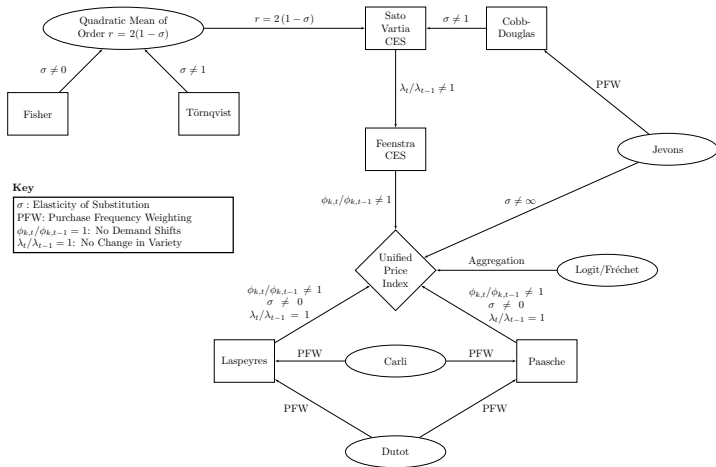 Quadratic Mean of
Order r = 2(1 − σ)
r = 2 (1 − σ)
Sato
Vartia
CES
σ ≠ 1
Cobb-
Douglas
σ ≠ 0
σ ≠ 1
Fisher
Törnqvist
λt/λt−1 ≠ 1
PFW
Feenstra
CES
Jevons
ϕk,t/ϕk,t−1 ≠ 1
σ ≠ ∞
Key
σ : Elasticity of Substitution
PFW: Purchase Frequency Weighting
ϕk,t/ϕk,t−1 = 1: No Demand Shifts
λt/λt−1 = 1: No Change in Variety
Unified
Price
Index
Aggregation
Logit/Fréchet
ϕk,t/ϕk,t−1 ≠ 1
σ ≠ 0
λt/λt−1 = 1
ϕk,t/ϕk,t−1 ≠ 1
σ ≠ 0
λt/λt−1 = 1
Laspeyres
PFW
Carli
PFW
Paasche
PFW
PFW
Dutot